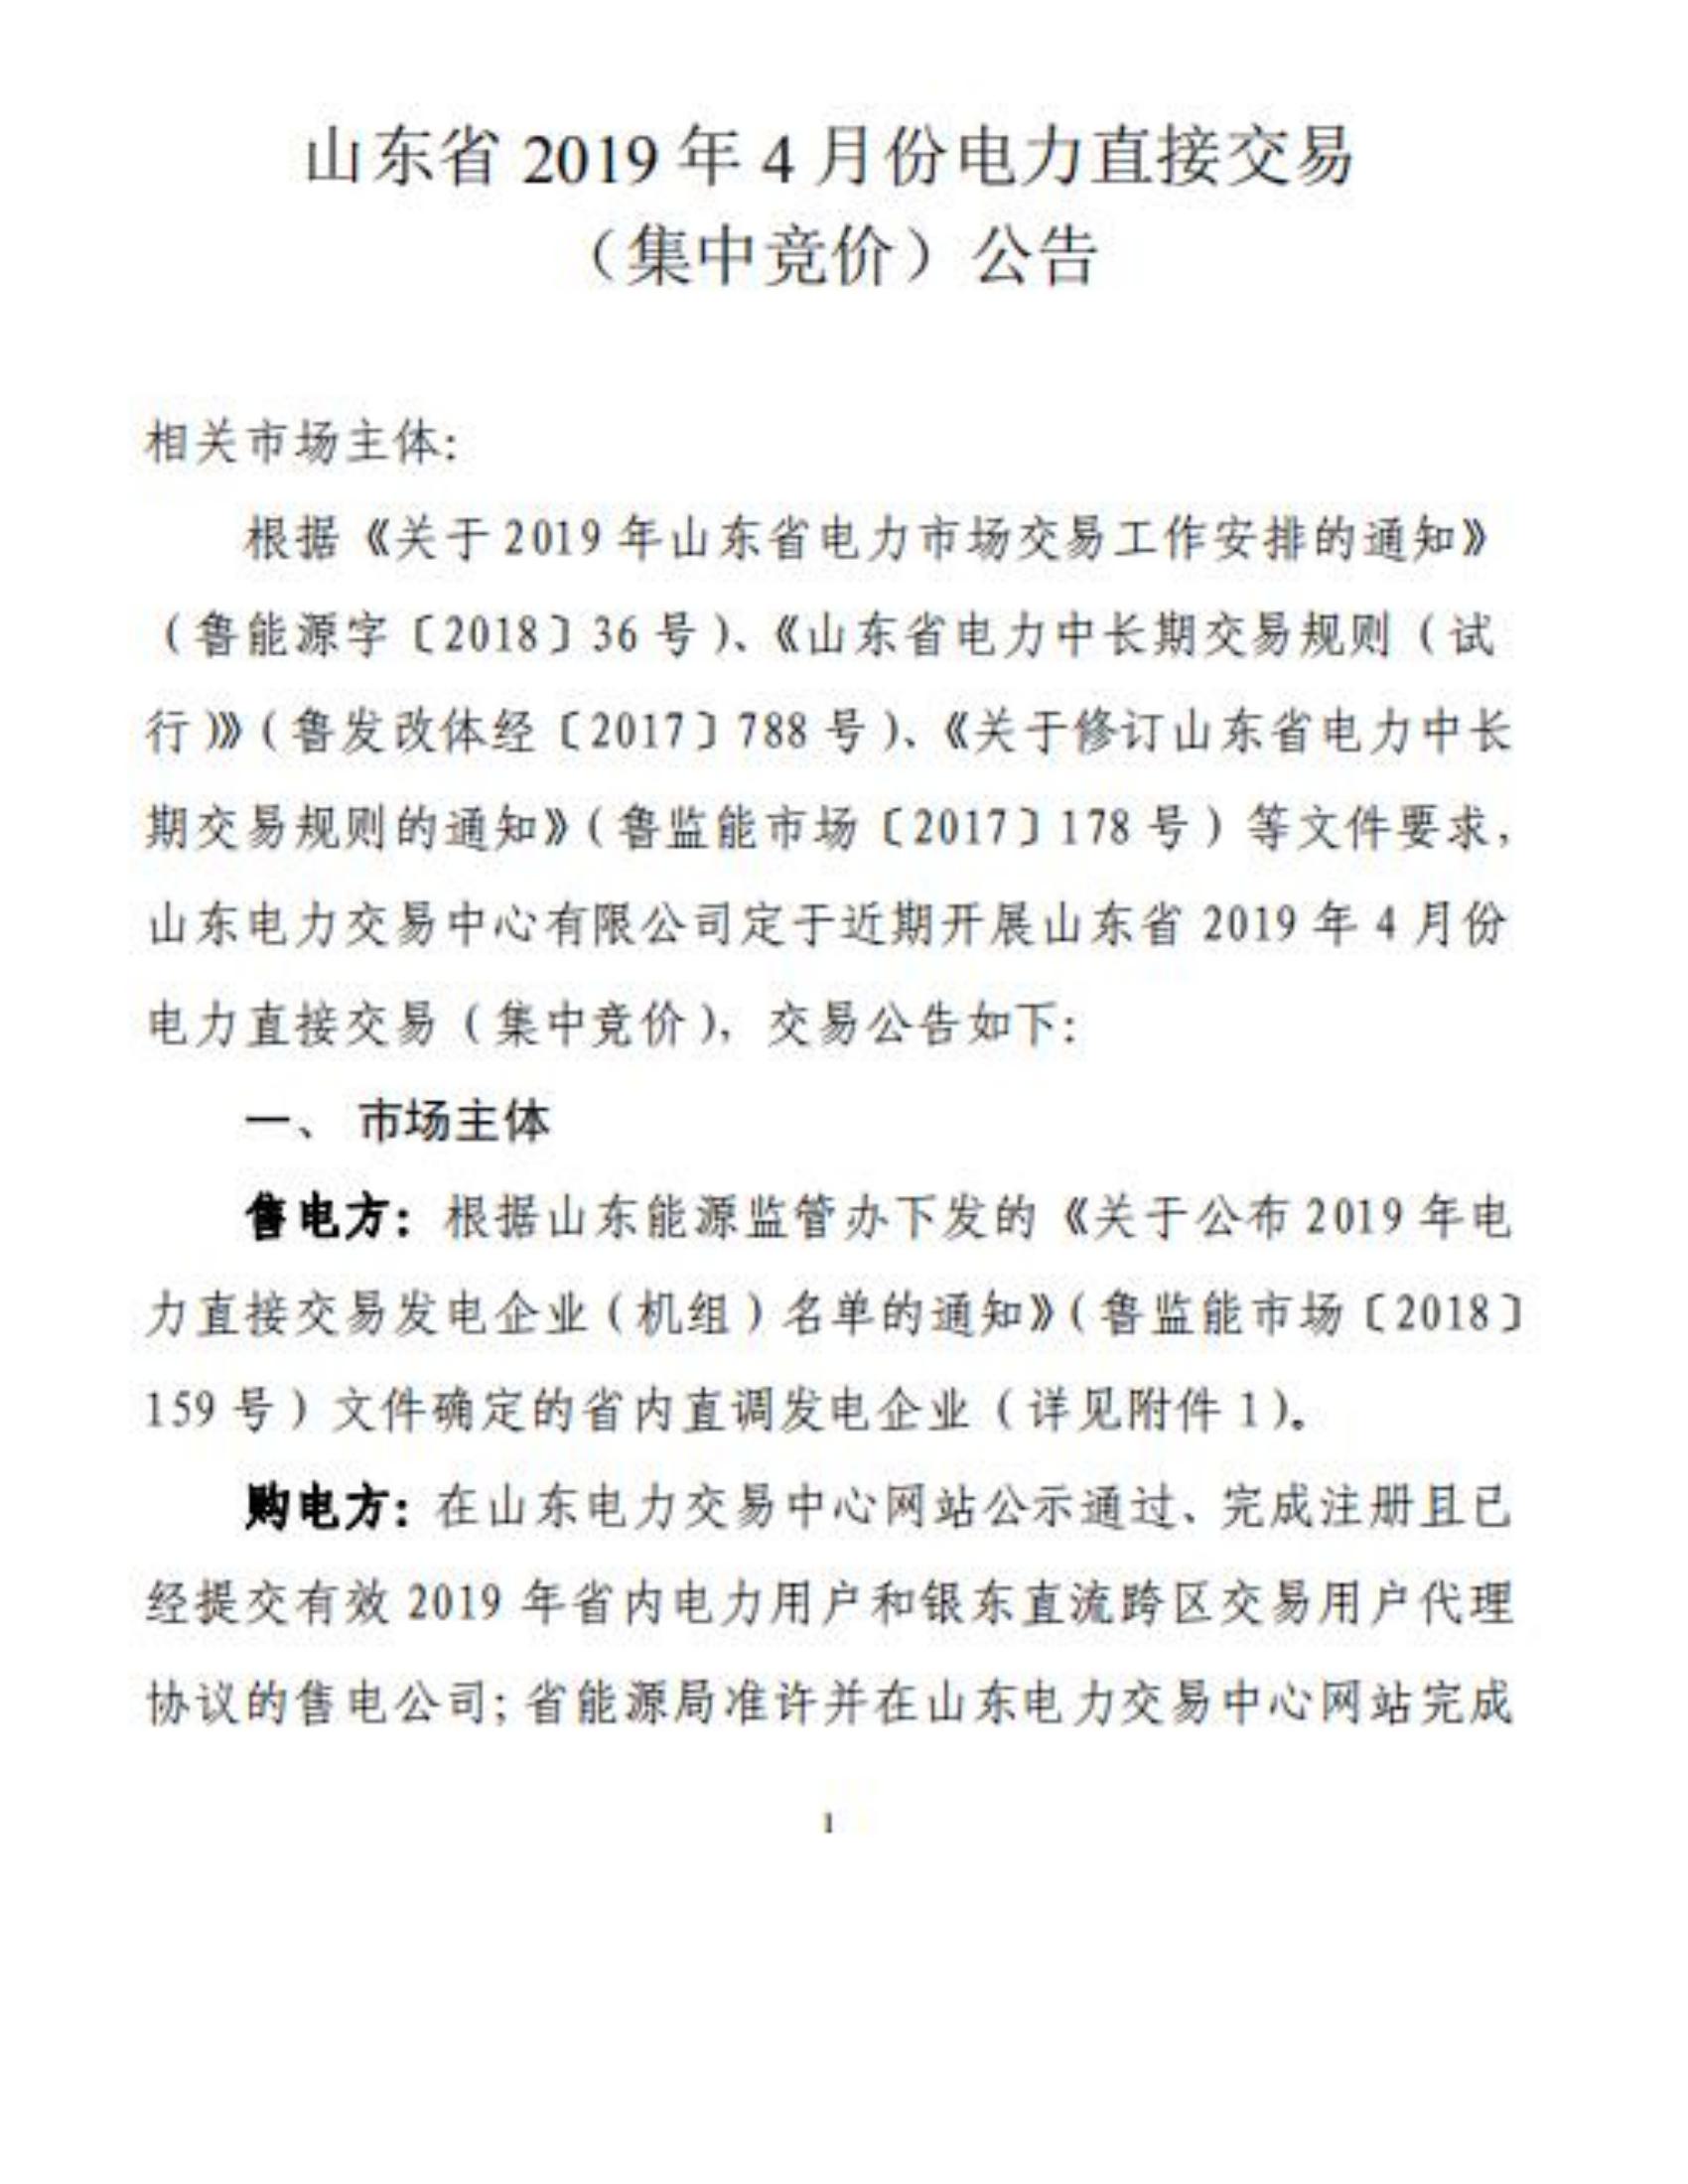 山东省 2019 年 4 月份电力直接交易
（集中竞价）公告
相关市场主体：
根据《关于 2019 年山东省电力市场交易工作安排的通知》
（鲁能源字〔2018〕36 号）、《山东省电力中长期交易规则（试
行）》（鲁发改体经〔2017〕788 号）、《关于修订山东省电力中长
期交易规则的通知》（鲁监能市场〔2017〕178 号）等文件要求，
山东电力交易中心有限公司定于近期开展山东省 2019 年 4 月份
电力直接交易（集中竞价），交易公告如下：
一、 市场主体
售电方：根据山东能源监管办下发的《关于公布 2019 年电
力直接交易发电企业（机组）名单的通知》（鲁监能市场〔2018〕
159 号）文件确定的省内直调发电企业（详见附件 1）。
购电方：在山东电力交易中心网站公示通过、完成注册且已
经提交有效 2019 年省内电力用户和银东直流跨区交易用户代理
协议的售电公司；省能源局准许并在山东电力交易中心网站完成
1